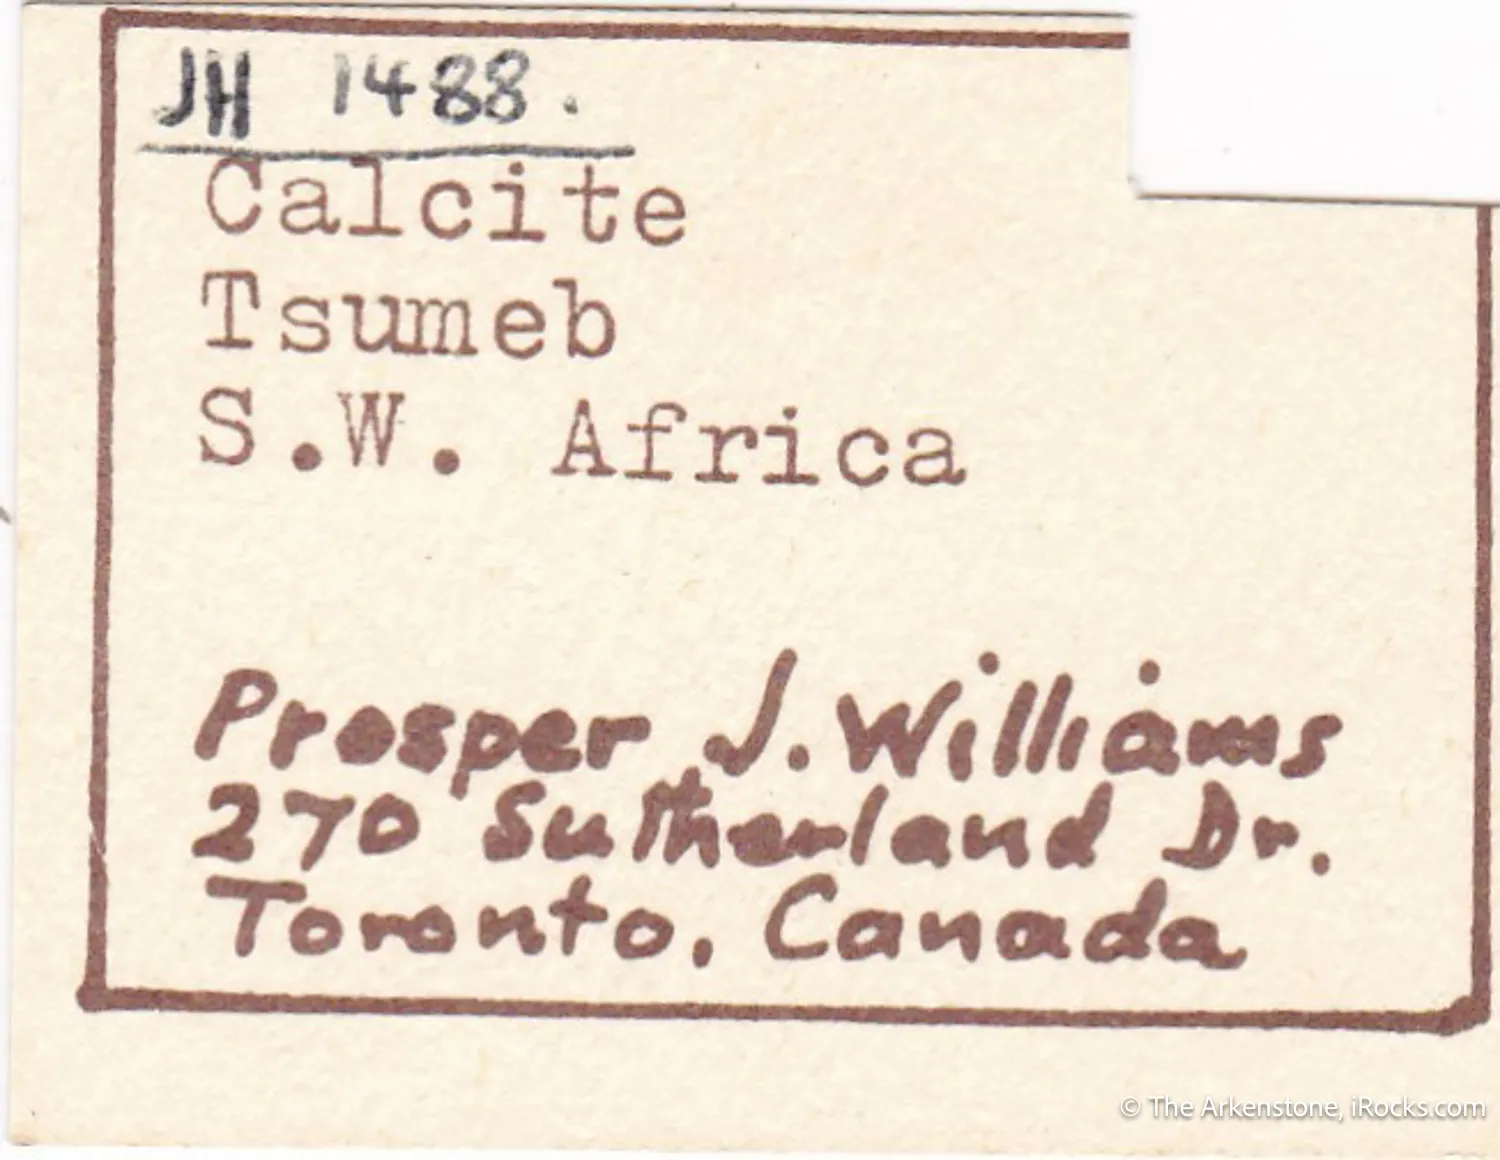 JH 1488.
Calcite
Tsumeb
S.W. Africa
Prosper J. Williams
270 Sutherland Dr.
Toronto, Canada
© The Arkenstone, iRocks.com